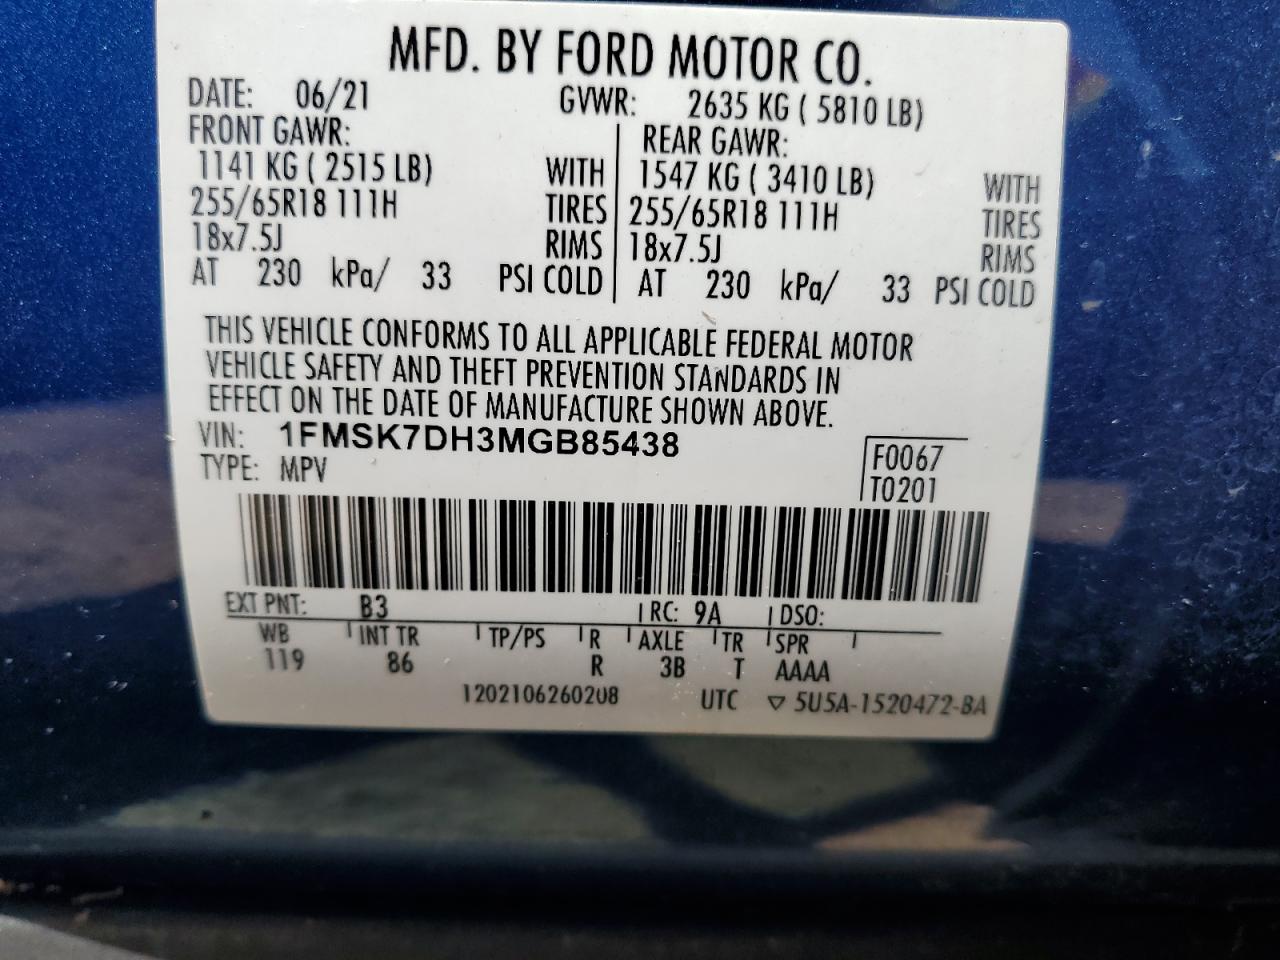 MFD. BY FORD MOTOR CO.
DATE: 06/21 GVWR: 2635 KG ( 5810 LB)
FRONT GAWR: REAR GAWR:
1141 KG ( 2515 LB) WITH 1547 KG ( 3410 LB) WITH
255/65R18 111H TIRES 255/65R18 111H TIRES
18x7.5J RIMS 18x7.5J RIMS
AT 230 kPa/ 33 PSI COLD AT 230 kPa/ 33 PSI COLD
THIS VEHICLE CONFORMS TO ALL APPLICABLE FEDERAL MOTOR
VEHICLE SAFETY AND THEFT PREVENTION STANDARDS IN
EFFECT ON THE DATE OF MANUFACTURE SHOWN ABOVE.
VIN: 1FMSK7DH3MGB85438
TYPE: MPV
F0067
T0201
EXT PNT: B3 RC: 9A DSO:
WB INT TR TP/PS R AXLE TR SPR
119 86 R 3B T AAAA
1202106260208 UTC ▽ 5U5A-1520472-BA